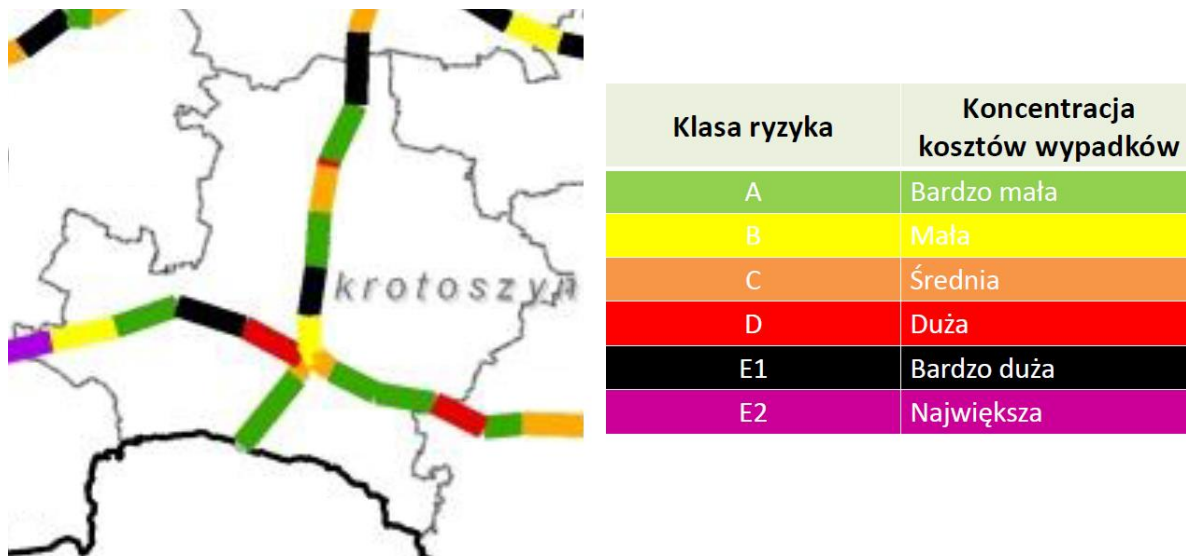 krotoszyn
Klasa ryzyka
Koncentracja
kosztów wypadków
A
Bardzo mała
B
Mała
C
Średnia
D
Duża
E1
Bardzo duża
E2
Największa